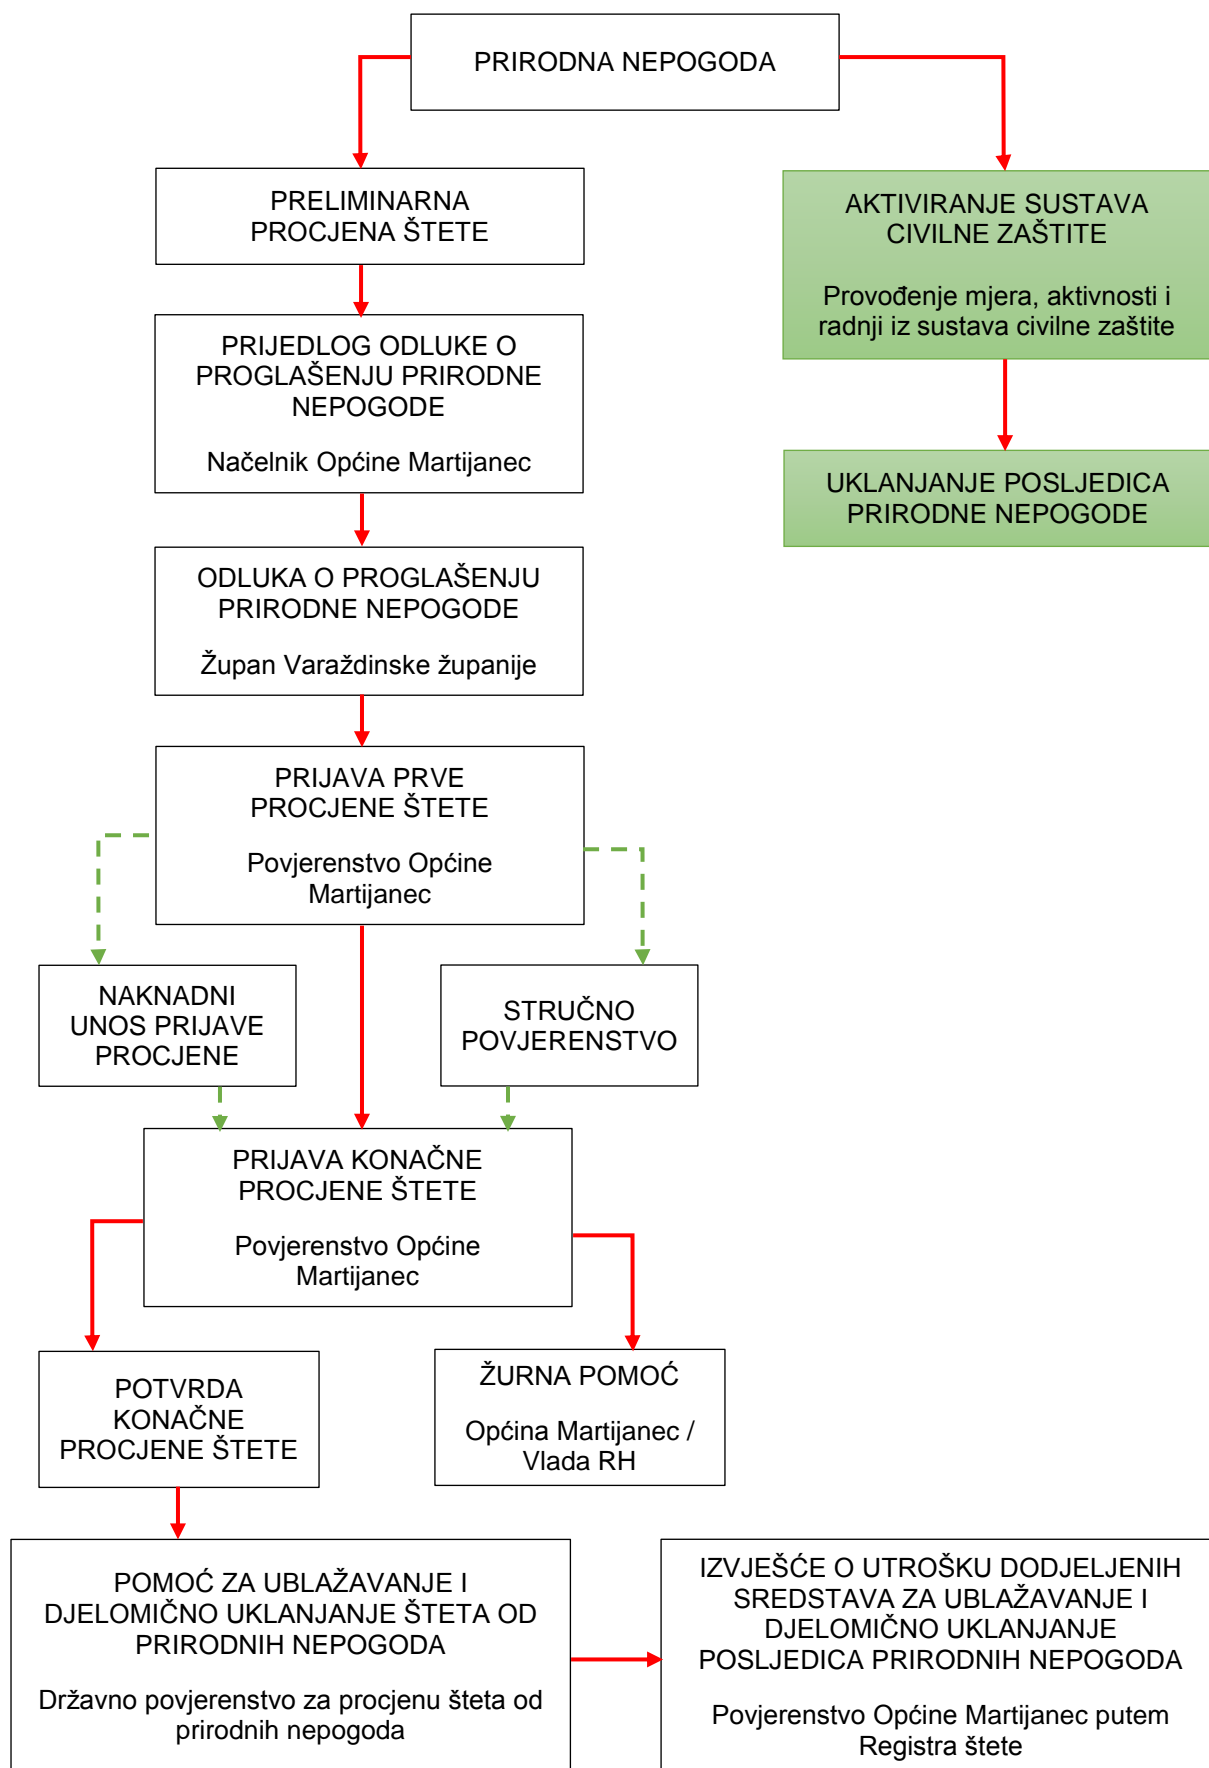 PRIRODNA NEPOGODA
PRELIMINARNA
PROCJENA ŠTETE
AKTIVIRANJE SUSTAVA
CIVILNE ZAŠTITE
Provođenje mjera, aktivnosti i
radnji iz sustava civilne zaštite
PRIJEDLOG ODLUKE O
PROGLAŠENJU PRIRODNE
NEPOGODE
Načelnik Općine Martijanec
UKLANJANJE POSLJEDICA
PRIRODNE NEPOGODE
ODLUKA O PROGLAŠENJU
PRIRODNE NEPOGODE
Župan Varaždinske županije
PRIJAVA PRVE
PROCJENE ŠTETE
Povjerenstvo Općine
Martijanec
NAKNADNI
UNOS PRIJAVE
PROCJENE
STRUČNO
POVJERENSTVO
PRIJAVA KONAČNE
PROCJENE ŠTETE
Povjerenstvo Općine
Martijanec
POTVRDA
KONAČNE
PROCJENE ŠTETE
ŽURNA POMOĆ
Općina Martijanec /
Vlada RH
POMOĆ ZA UBLAŽAVANJE I
DJELOMIČNO UKLANJANJE ŠTETA OD
PRIRODNIH NEPOGODA
Državno povjerenstvo za procjenu šteta od
prirodnih nepogoda
IZVJEŠĆE O UTROŠKU DODJELJENIH
SREDSTAVA ZA UBLAŽAVANJE I
DJELOMIČNO UKLANJANJE
POSLJEDICA PRIRODNIH NEPOGODA
Povjerenstvo Općine Martijanec putem
Registra štete